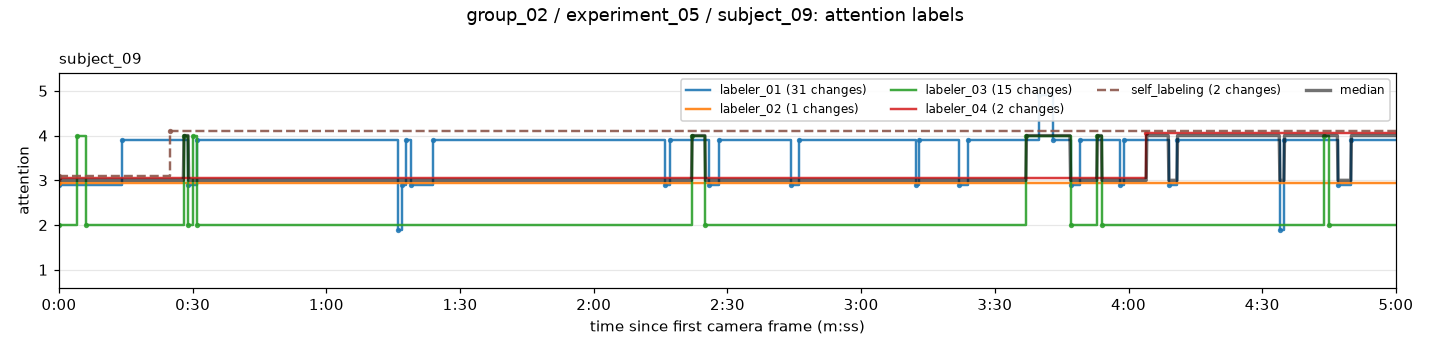 group_02 / experiment_05 / subject_09: attention labels
subject_09
labeler_01 (31 changes)
labeler_02 (1 changes)
labeler_03 (15 changes)
labeler_04 (2 changes)
self_labeling (2 changes)
median
attention
5
4
3
2
1
0:00 0:30 1:00 1:30 2:00 2:30 3:00 3:30 4:00 4:30 5:00
time since first camera frame (m:ss)